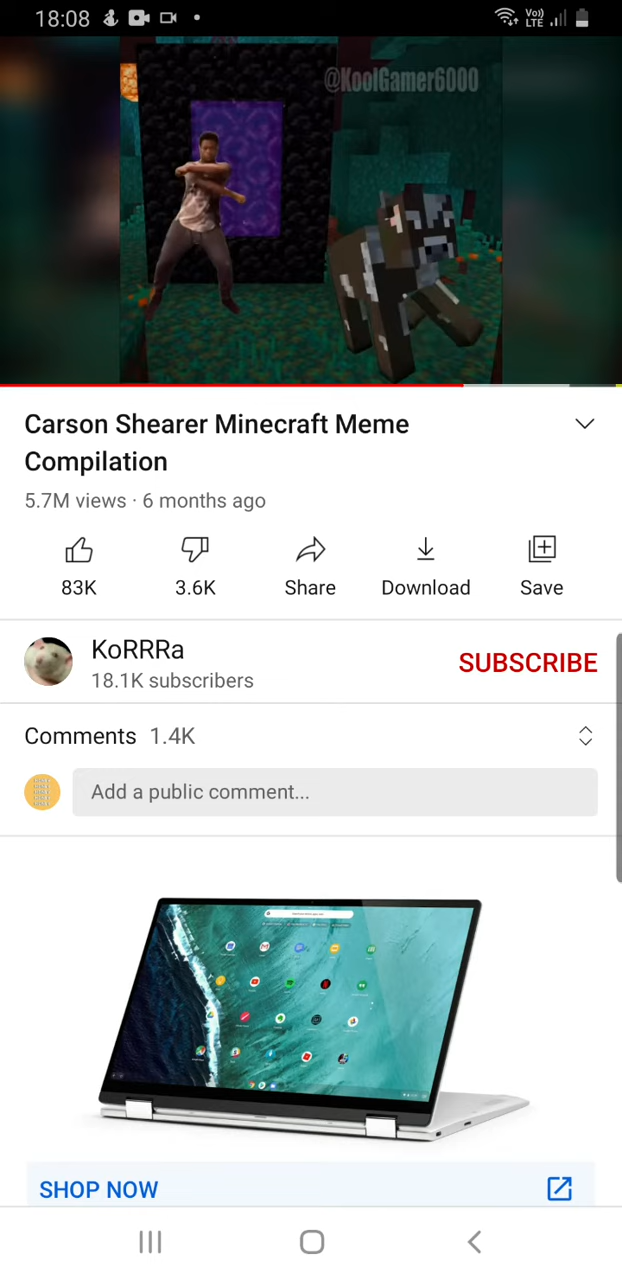 18:08
Vo))
LTE
@KoolGamer6000
Carson Shearer Minecraft Meme
Compilation
5.7M views · 6 months ago
83K
3.6K
Share
Download
Save
KoRRRa
18.1K subscribers
SUBSCRIBE
Comments 1.4K
Add a public comment...
SHOP NOW